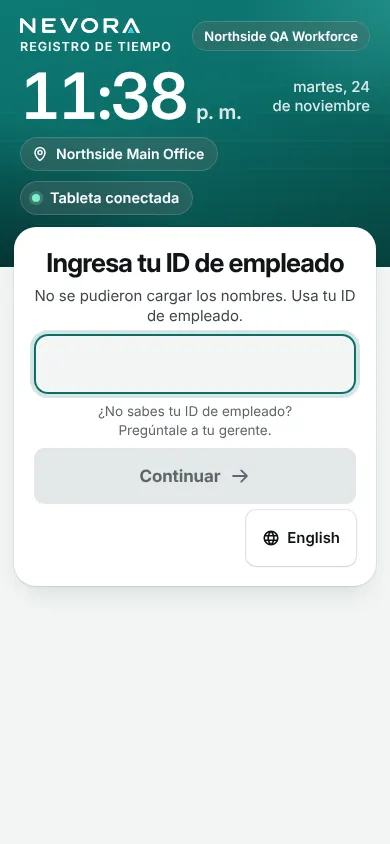 NEVORA
REGISTRO DE TIEMPO
Northside QA Workforce
11:38 p. m.
martes, 24
de noviembre
Northside Main Office
Tableta conectada
Ingresa tu ID de empleado
No se pudieron cargar los nombres. Usa tu ID
de empleado.
¿No sabes tu ID de empleado?
Pregúntale a tu gerente.
Continuar →
English